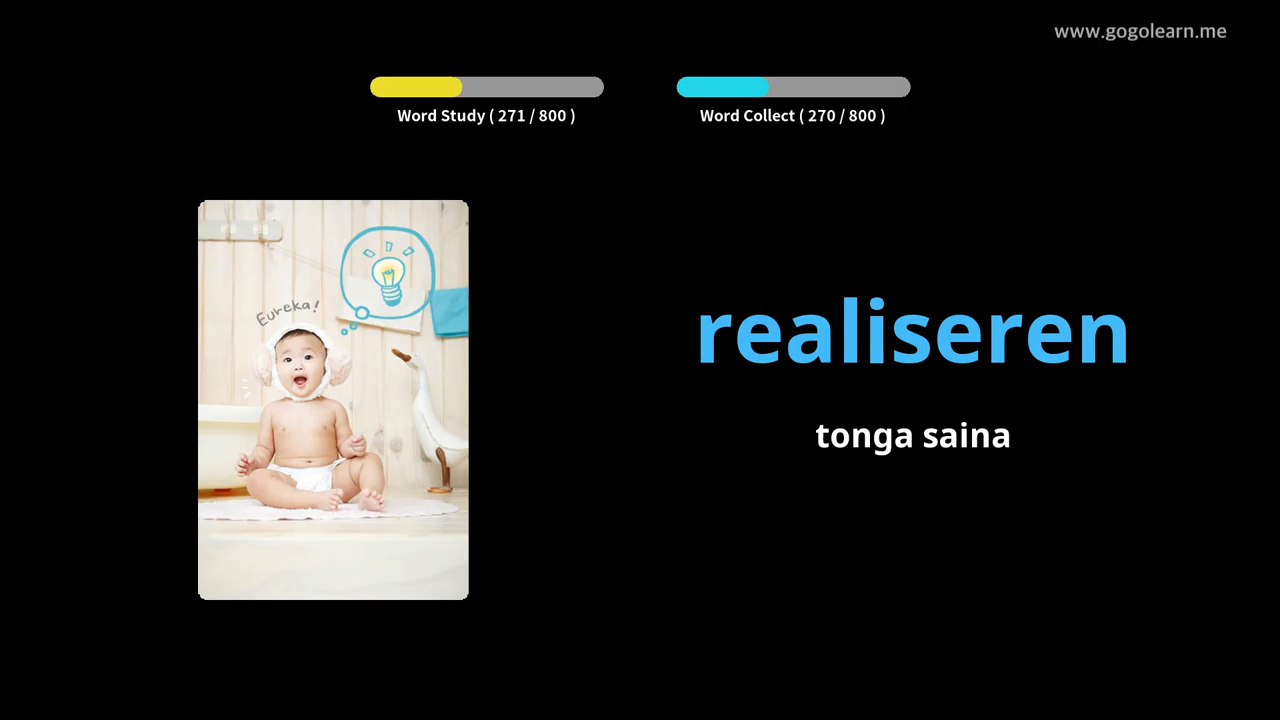 www.gogolearn.me
Word Study ( 271 / 800 )
Word Collect ( 270 / 800 )
Eureka!
realiseren
tonga saina